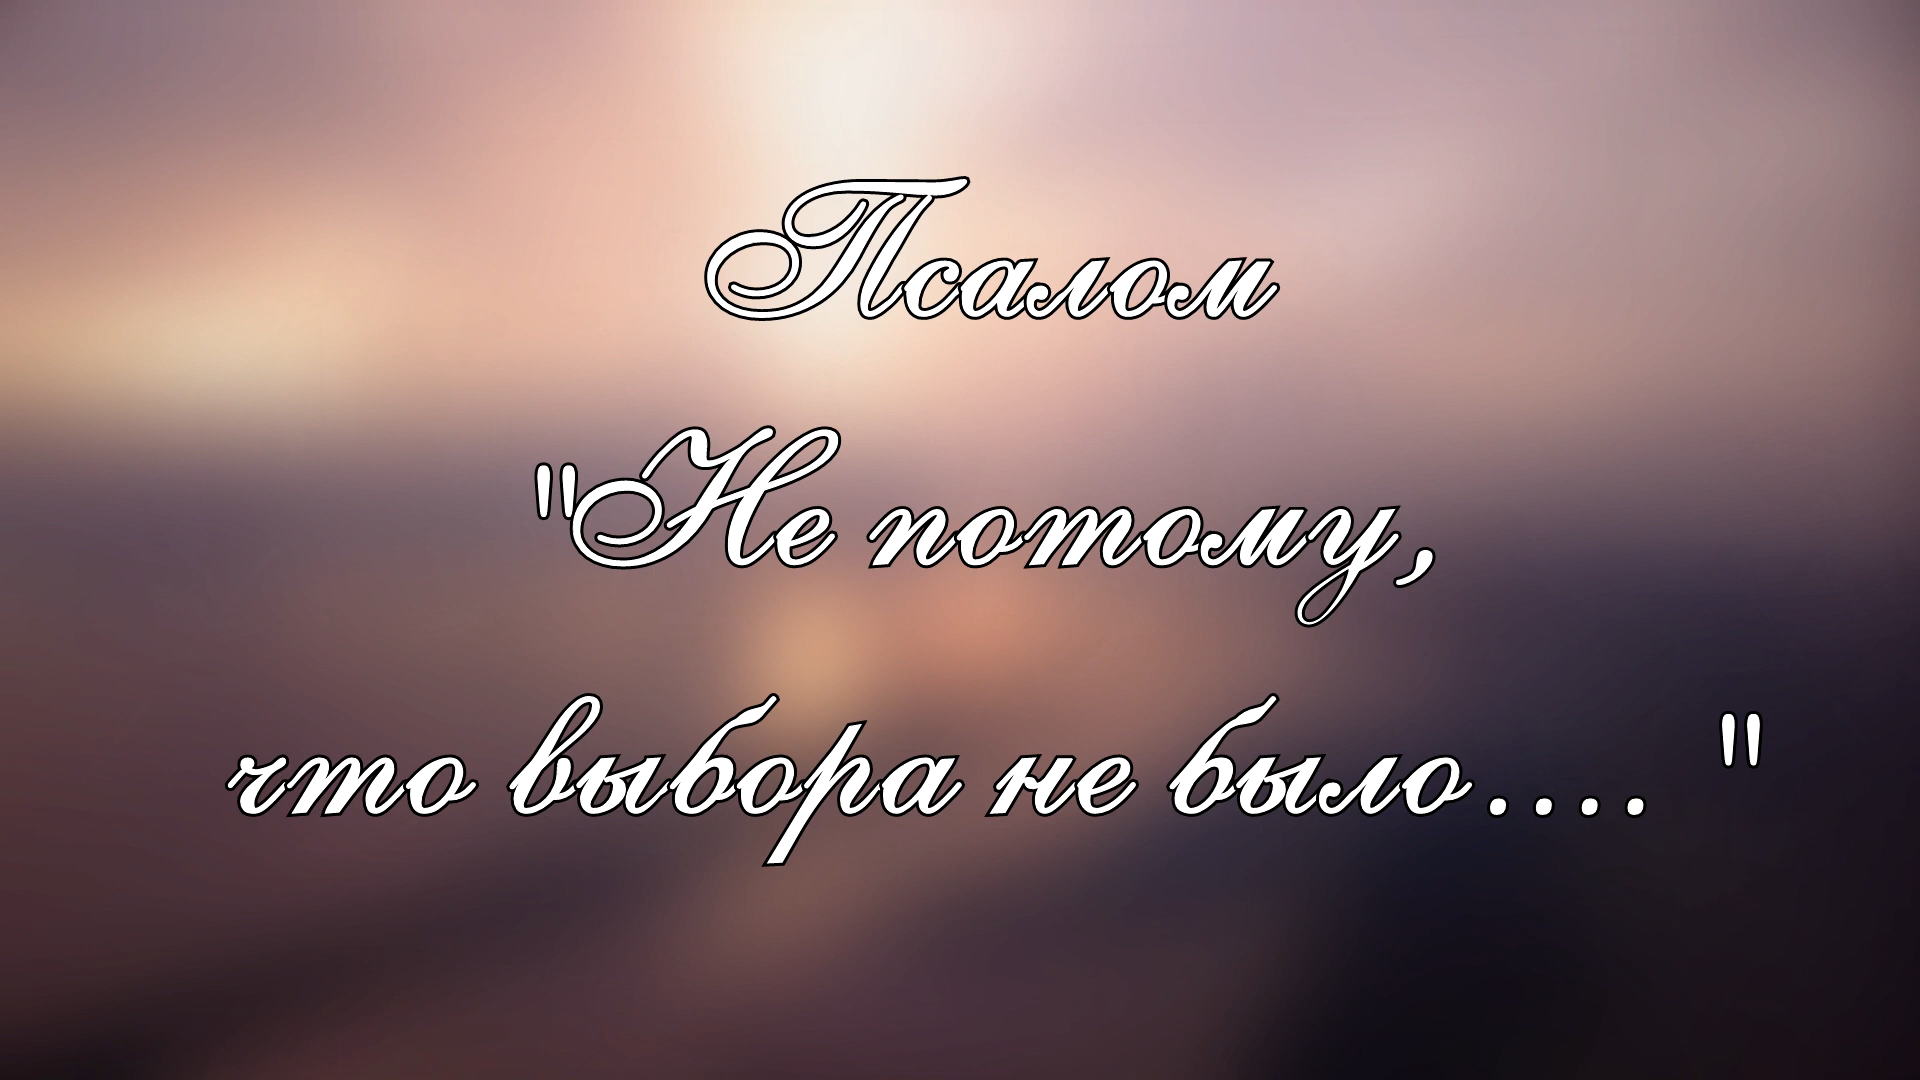 Псалом
"Не потому,
что выбора не было.... "